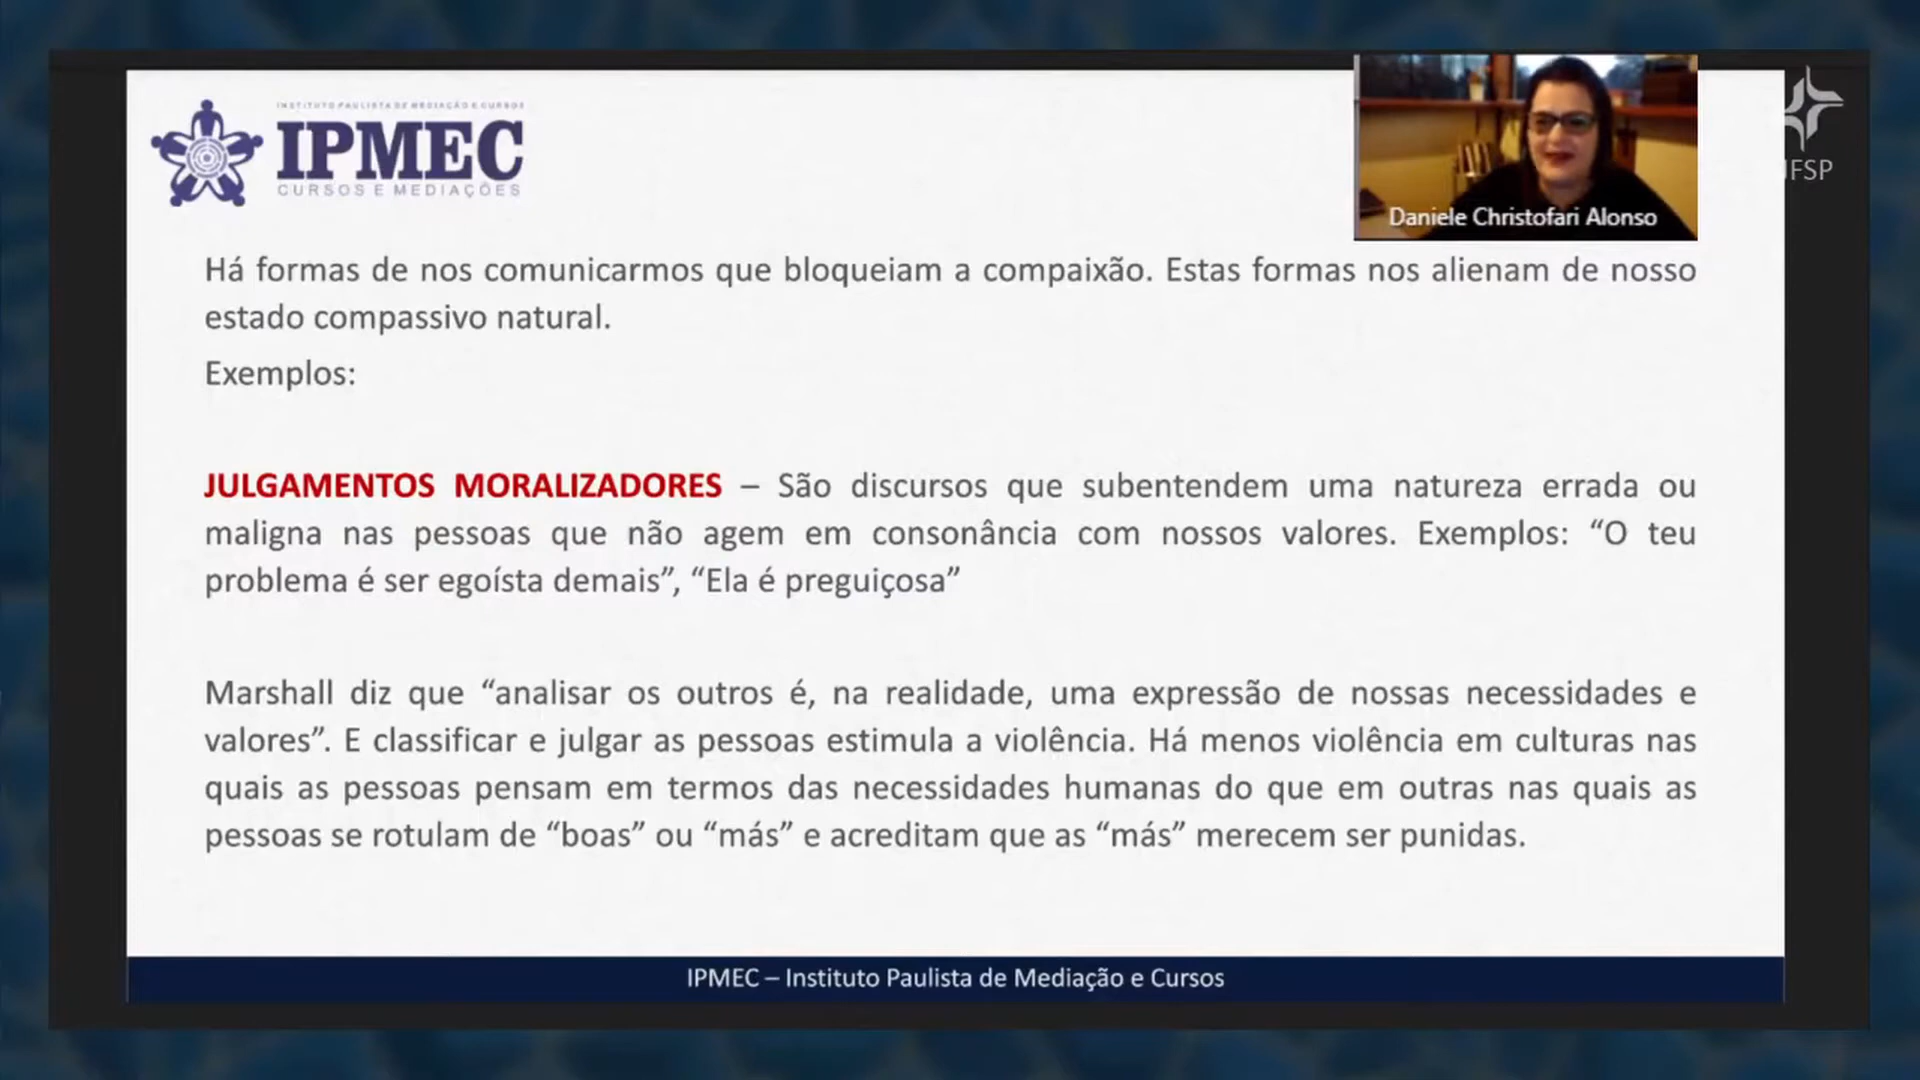 INSTITUTO PAULISTA DE MEDIAÇÃO E CURSOS
IPMEC
CURSOS E MEDIAÇÕES
Daniele Christofari Alonso
IFSP
Há formas de nos comunicarmos que bloqueiam a compaixão. Estas formas nos alienam de nosso
estado compassivo natural.
Exemplos:
JULGAMENTOS MORALIZADORES – São discursos que subentendem uma natureza errada ou
maligna nas pessoas que não agem em consonância com nossos valores. Exemplos: “O teu
problema é ser egoísta demais”, “Ela é preguiçosa”
Marshall diz que “analisar os outros é, na realidade, uma expressão de nossas necessidades e
valores”. E classificar e julgar as pessoas estimula a violência. Há menos violência em culturas nas
quais as pessoas pensam em termos das necessidades humanas do que em outras nas quais as
pessoas se rotulam de “boas” ou “más” e acreditam que as “más” merecem ser punidas.
IPMEC – Instituto Paulista de Mediação e Cursos